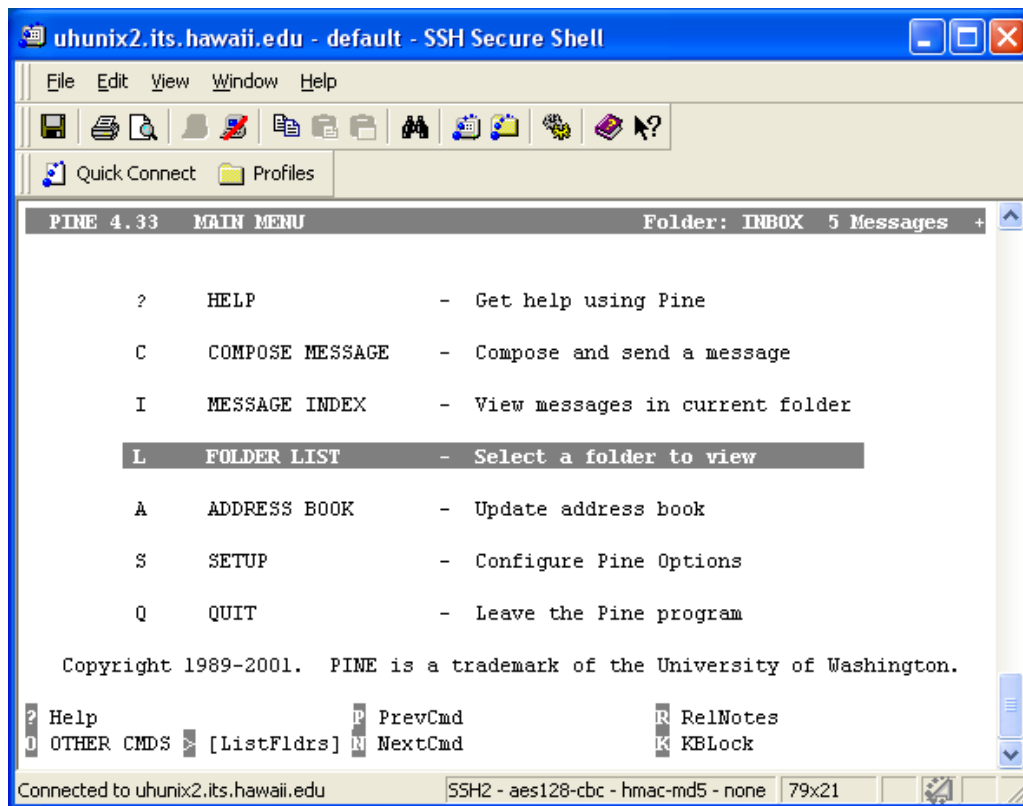 uhunix2.its.hawaii.edu - default - SSH Secure Shell
File Edit View Window Help
Quick Connect Profiles
PINE 4.33 MAIN MENU Folder: INBOX 5 Messages +
? HELP - Get help using Pine
C COMPOSE MESSAGE - Compose and send a message
I MESSAGE INDEX - View messages in current folder
L FOLDER LIST - Select a folder to view
A ADDRESS BOOK - Update address book
S SETUP - Configure Pine Options
Q QUIT - Leave the Pine program
Copyright 1989-2001. PINE is a trademark of the University of Washington.
? Help P PrevCmd R RelNotes
O OTHER CMDS > [ListFldrs] N NextCmd K KBLock
Connected to uhunix2.its.hawaii.edu SSH2 - aes128-cbc - hmac-md5 - none 79x21